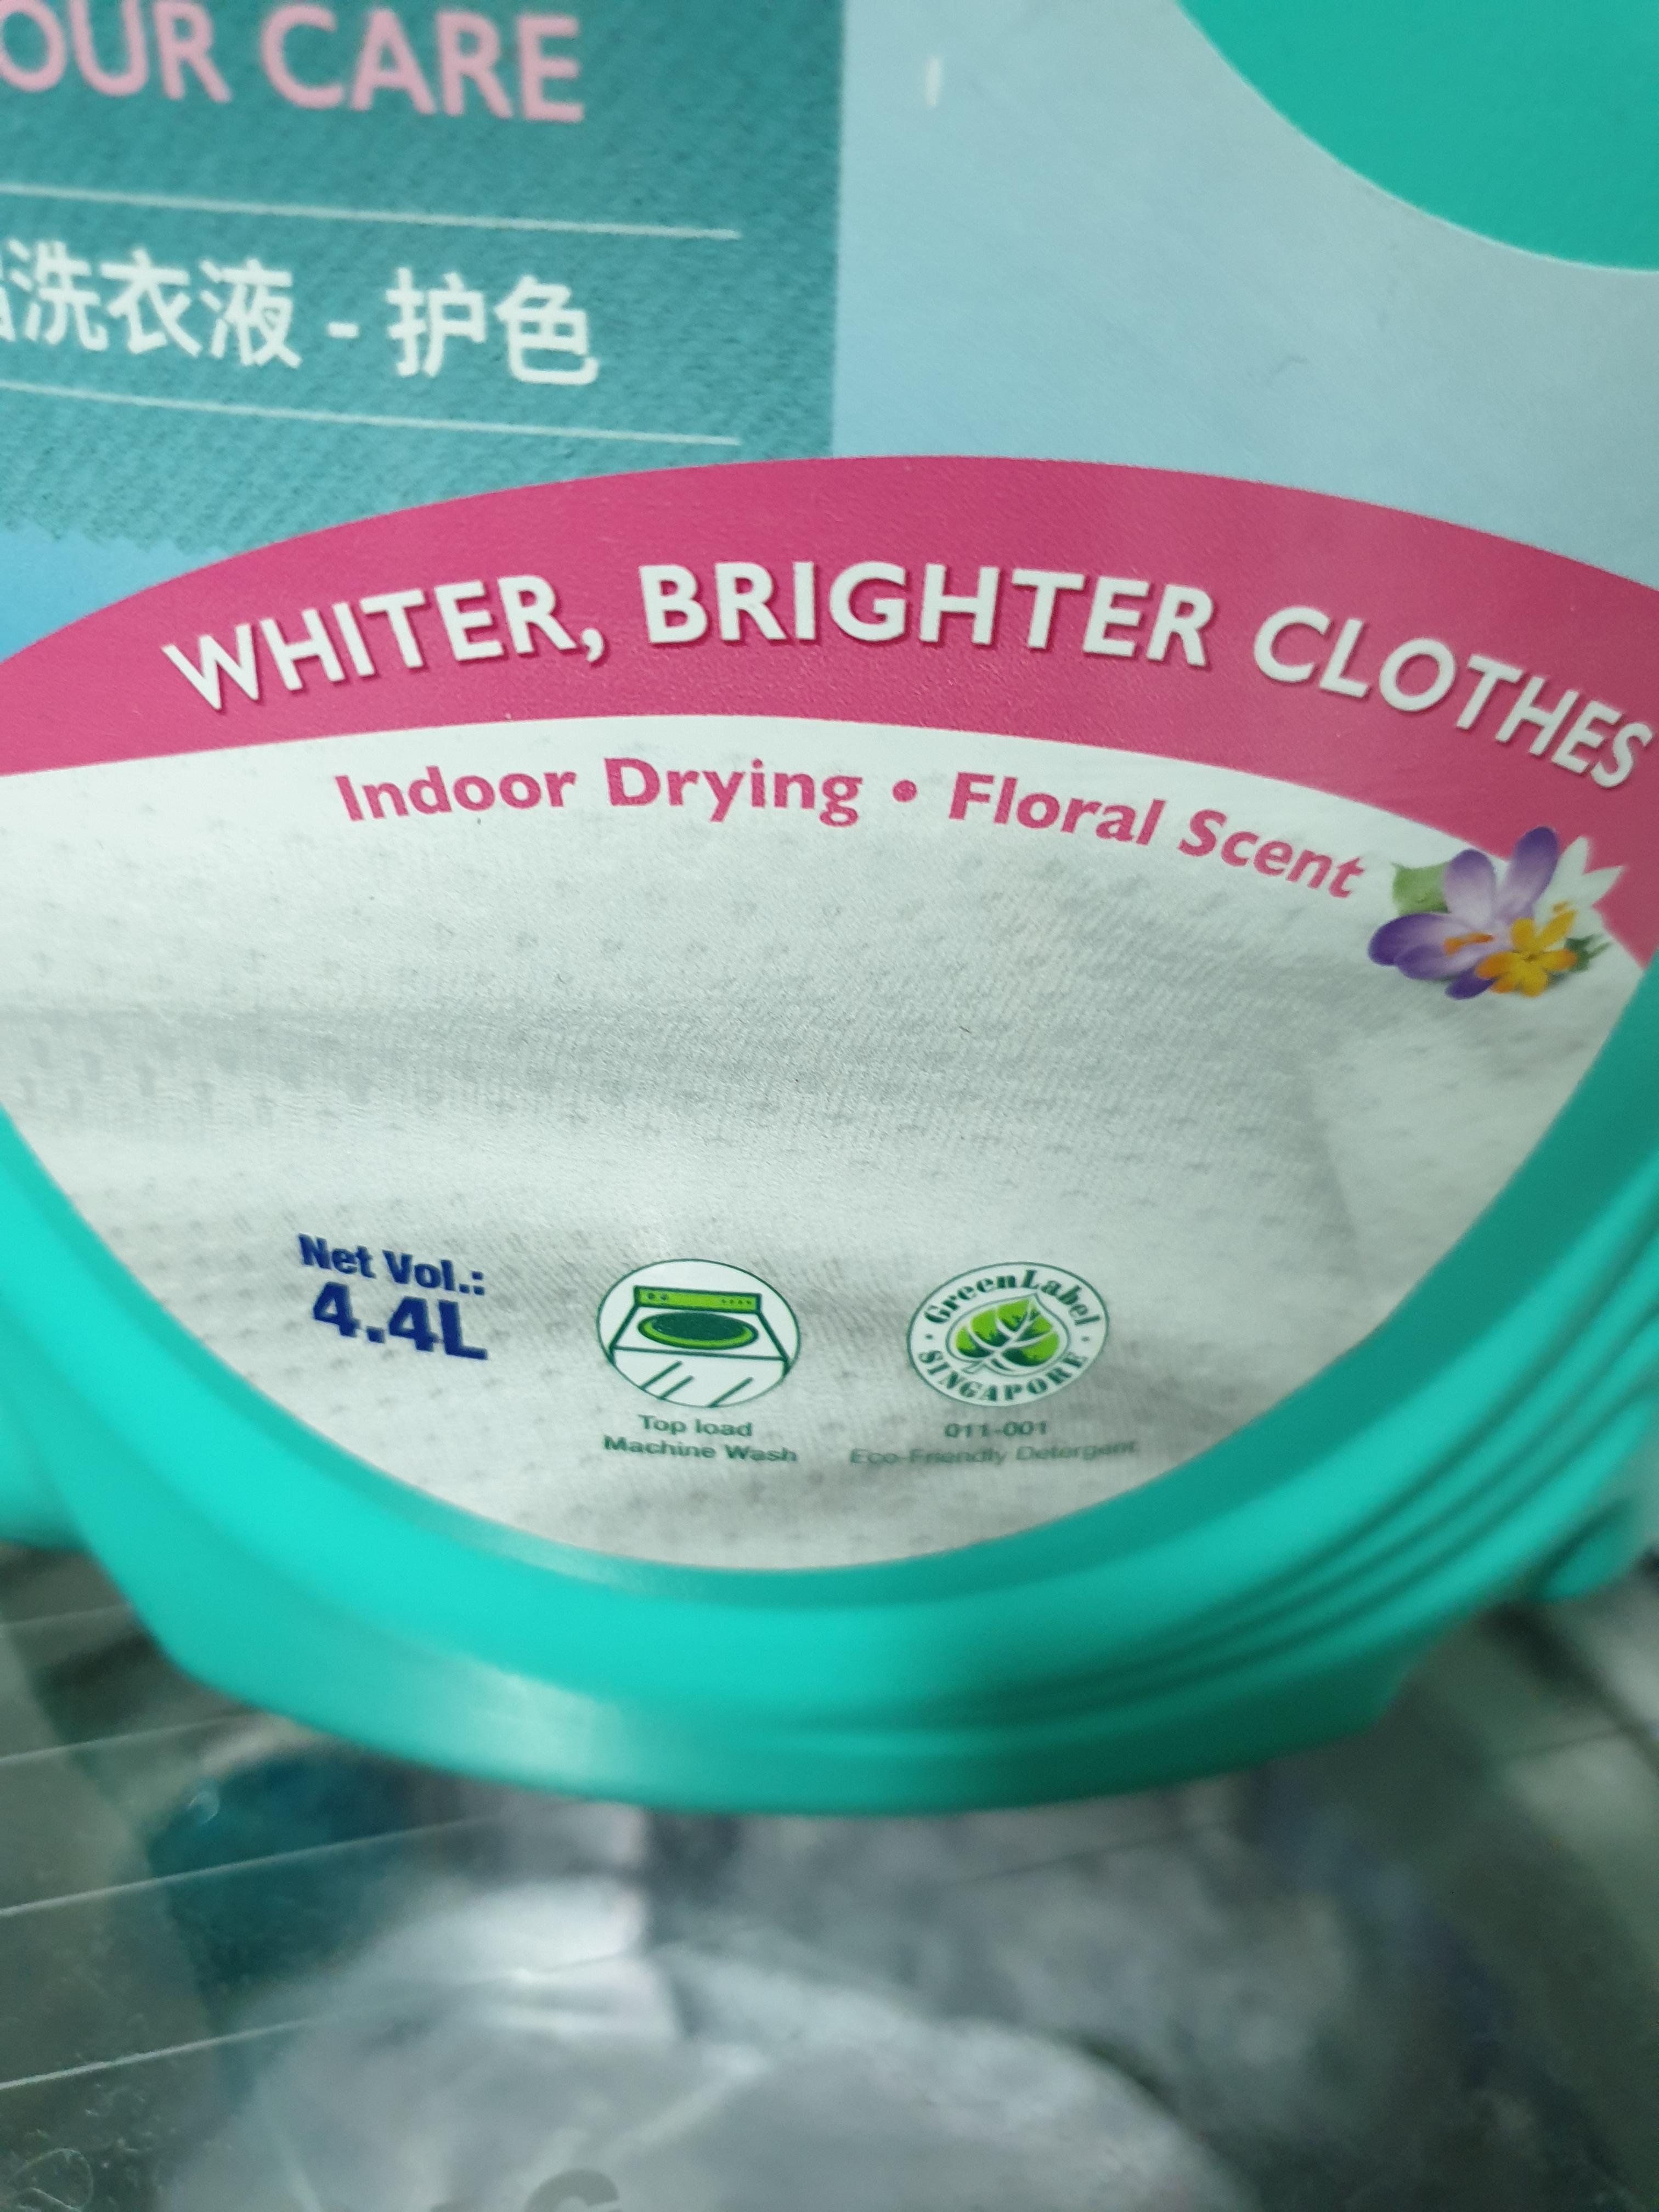 OUR CARE
洗衣液 - 护色
WHITER, BRIGHTER CLOTHES
Indoor Drying • Floral Scent
Net Vol.:
4.4L
Top load
Machine Wash
GreenLabel
SINGAPORE
011-001
Eco-Friendly Detergent